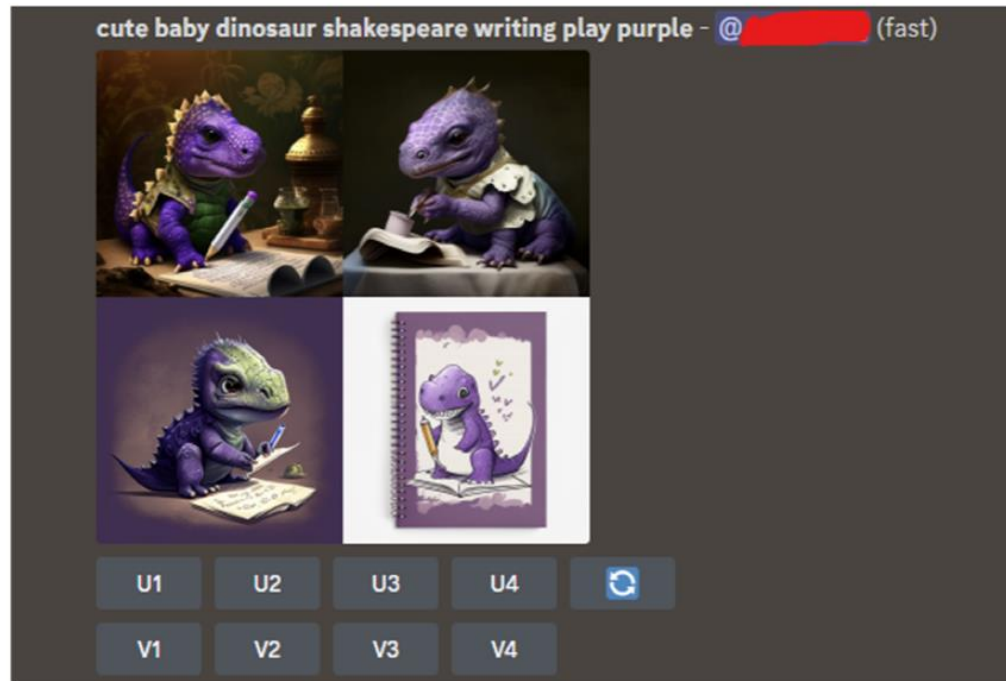 cute baby dinosaur shakespeare writing play purple - @ (fast)
U1 U2 U3 U4
V1 V2 V3 V4